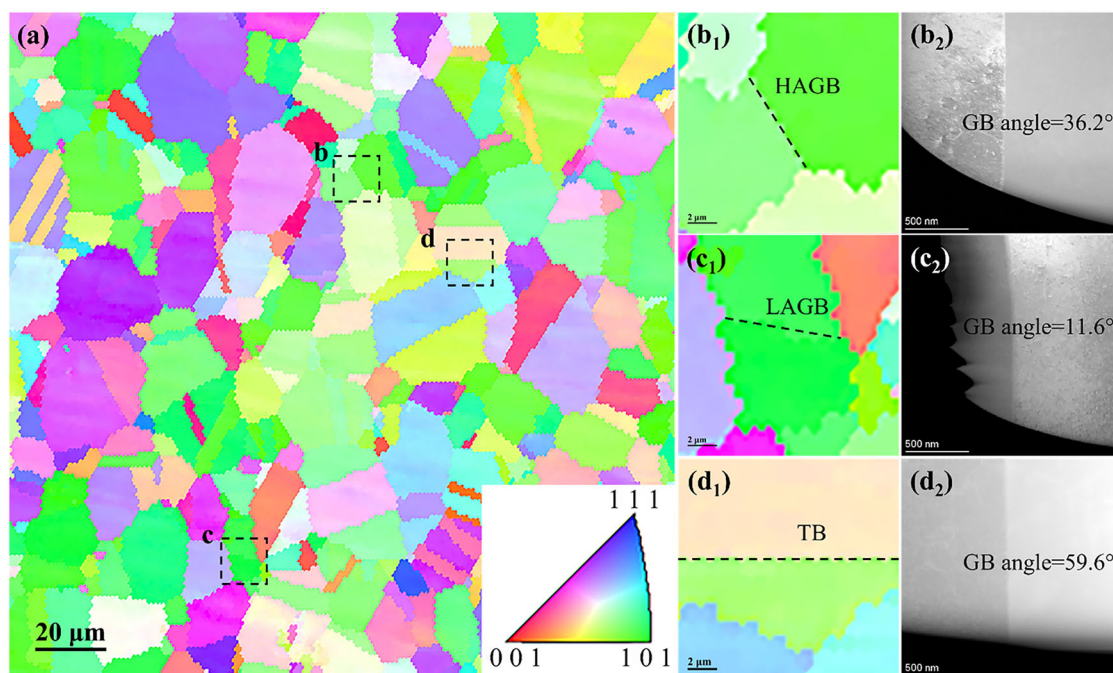 (a)
b
d
c
20 μm
1 1 1
0 0 1
1 0 1
(b₁)
HAGB
2 μm
(b₂)
GB angle=36.2°
500 nm
(c₁)
LAGB
2 μm
(c₂)
GB angle=11.6°
500 nm
(d₁)
TB
2 μm
(d₂)
GB angle=59.6°
500 nm